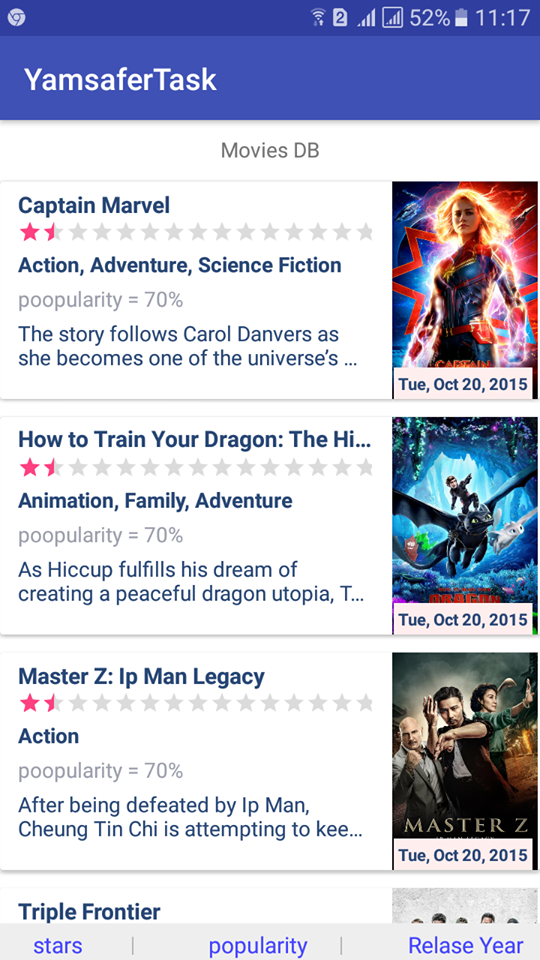 2 52% 11:17
YamsaferTask
Movies DB
Captain Marvel
Action, Adventure, Science Fiction
poopularity = 70%
The story follows Carol Danvers as
she becomes one of the universe's ...
CAPTAIN
Tue, Oct 20, 2015
How to Train Your Dragon: The Hi...
Animation, Family, Adventure
poopularity = 70%
As Hiccup fulfills his dream of
creating a peaceful dragon utopia, T...
DRAGON
Tue, Oct 20, 2015
Master Z: Ip Man Legacy
Action
poopularity = 70%
After being defeated by Ip Man,
Cheung Tin Chi is attempting to kee...
MASTER Z
Tue, Oct 20, 2015
Triple Frontier
stars | popularity | Relase Year